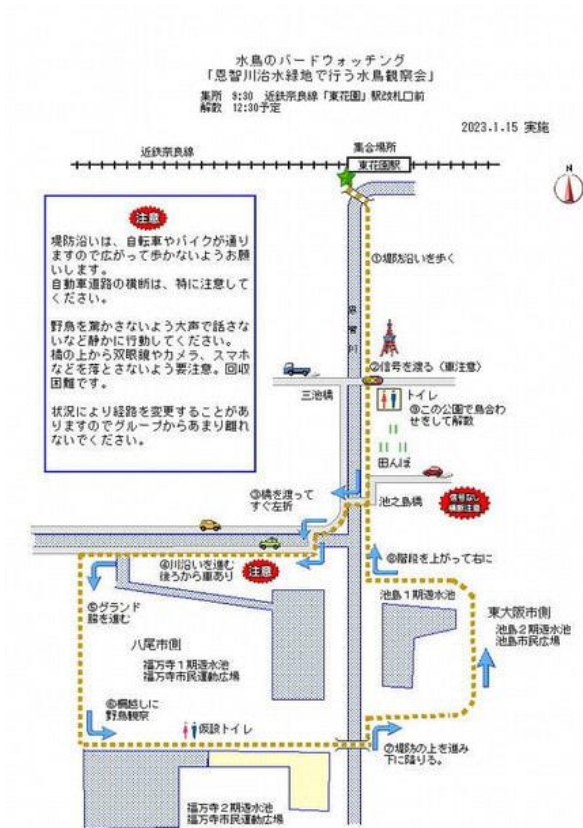 水鳥のバードウォッチング
「恩智川治水緑地で行う水鳥観察会」
集所 9:30 近鉄奈良線「東花園」駅改札口前
解散 12:30予定
2023.1.15 実施
近鉄奈良線
集合場所
東花園駅
N
注意
堤防沿いは、自転車やバイクが通り
ますので広がって歩かないようお願
いします。
自動車道路の横断は、特に注意して
ください。
野鳥を驚かさないよう大声で話さな
いなど静かに行動してください。
橋の上から双眼鏡やカメラ、スマホ
などを落とさないよう要注意。回収
困難です。
状況により経路を変更することがあ
りますのでグループからあまり離れ
ないでください。
①堤防沿いを歩く
恩智川
②信号を渡る（車注意）
三池橋
トイレ
⑨この公園で鳥合わ
せをして解散
田んぼ
③橋を渡って
すぐ左折
池之島橋
信号なし
横断注意
④川沿いを進む
後ろから車あり
注意
⑧階段を上がって右に
⑤グランド
脇を進む
池島1期遊水池
東大阪市側
池島2期遊水池
池島市民広場
八尾市側
福万寺1期遊水池
福万寺市民運動広場
⑥柵越しに
野鳥観察
仮設トイレ
⑦堤防の上を進み
下に降りる。
福万寺2期遊水池
福万寺市民運動広場